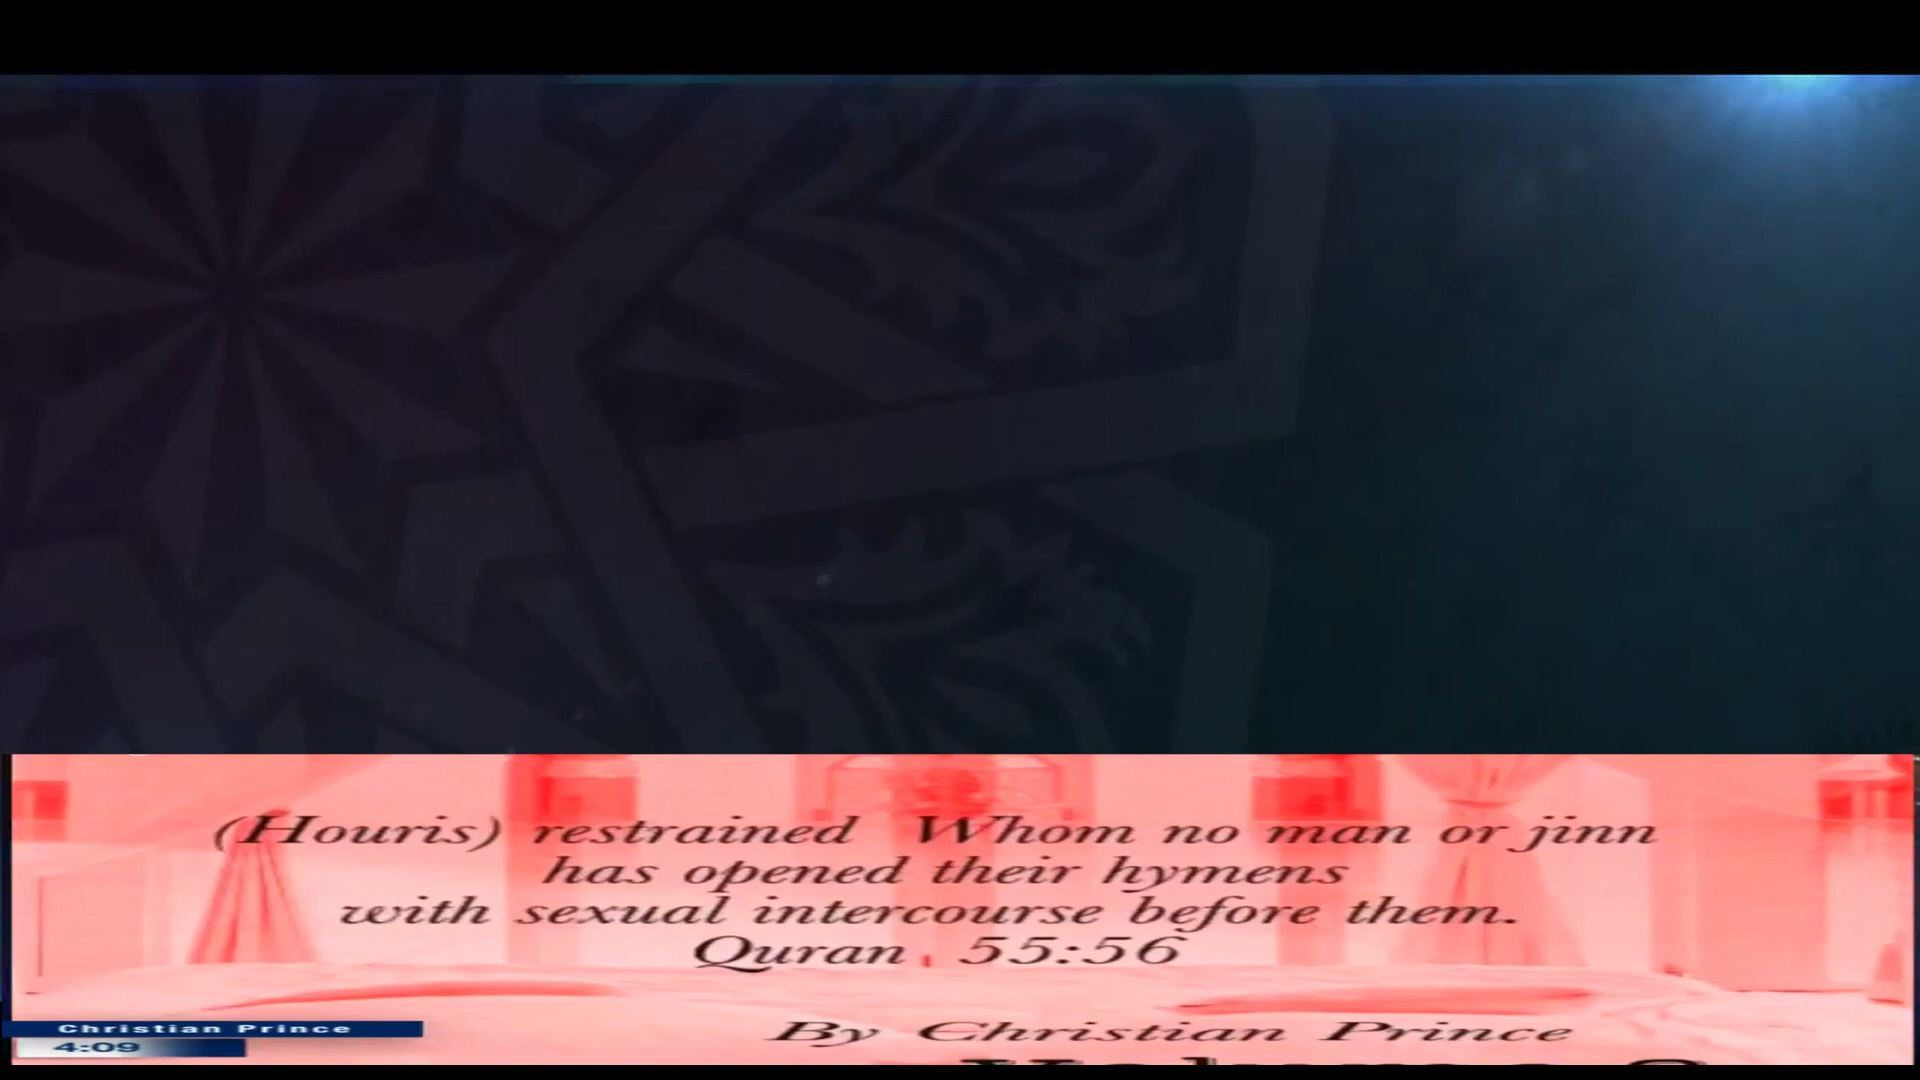 (Houris) restrained Whom no man or jinn
has opened their hymens
with sexual intercourse before them.
Quran 55:56
Christian Prince
4:09
By Christian Prince